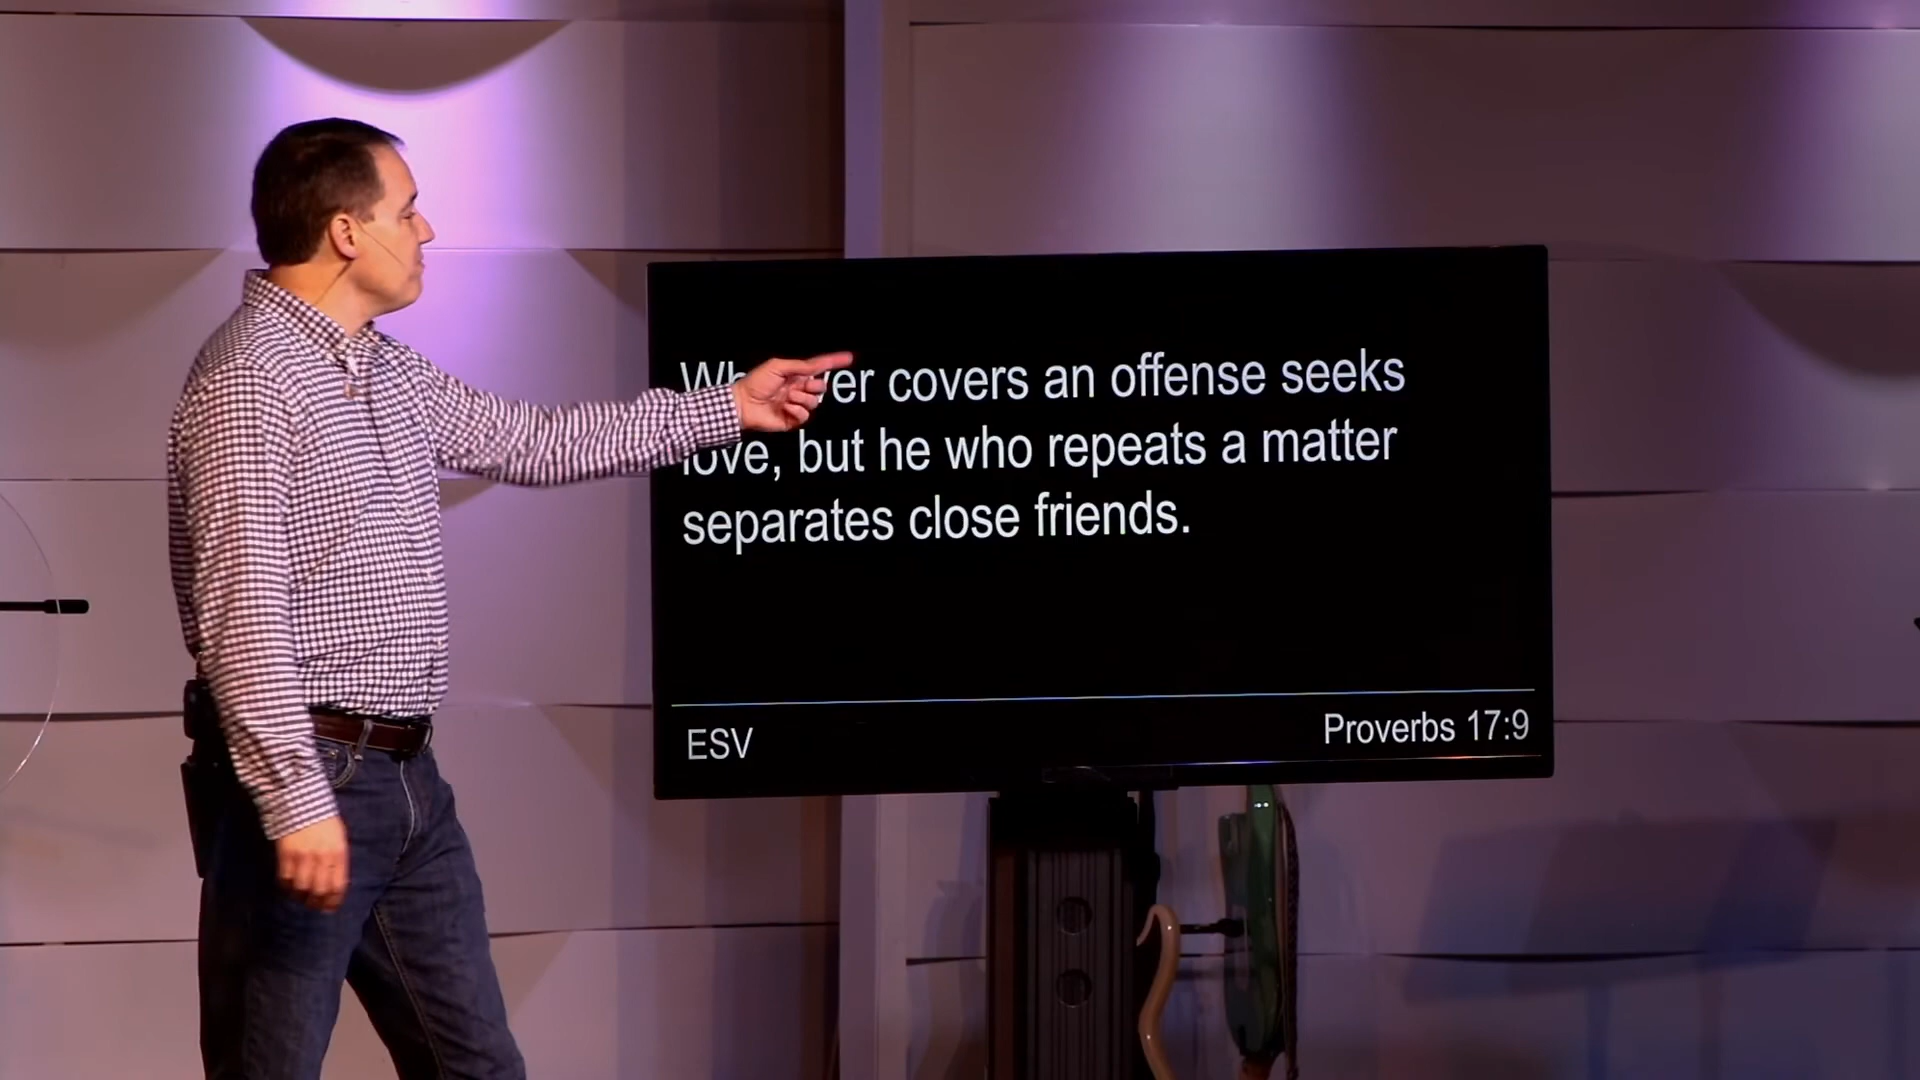 covers an offense seeks
love, but he who repeats a matter
separates close friends.
ESV
Proverbs 17:9